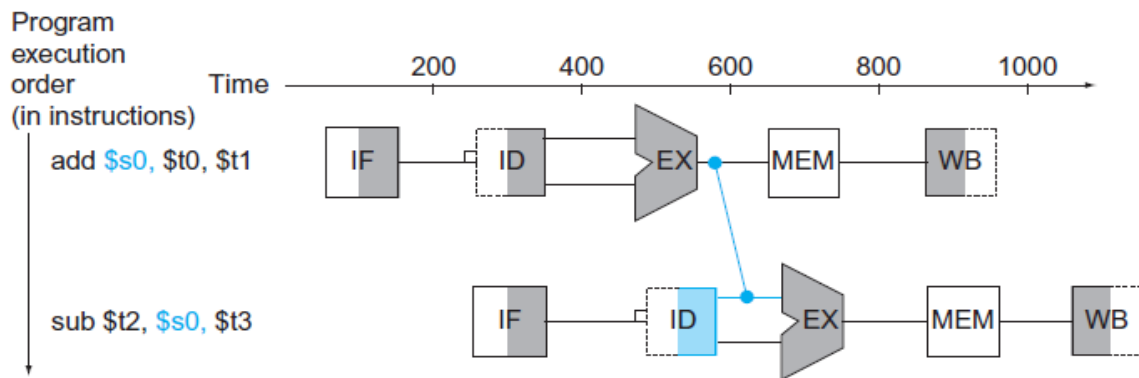 Program
execution
order
(in instructions)
Time
200 400 600 800 1000
add $s0, $t0, $t1
IF ID EX MEM WB
sub $t2, $s0, $t3
IF ID EX MEM WB